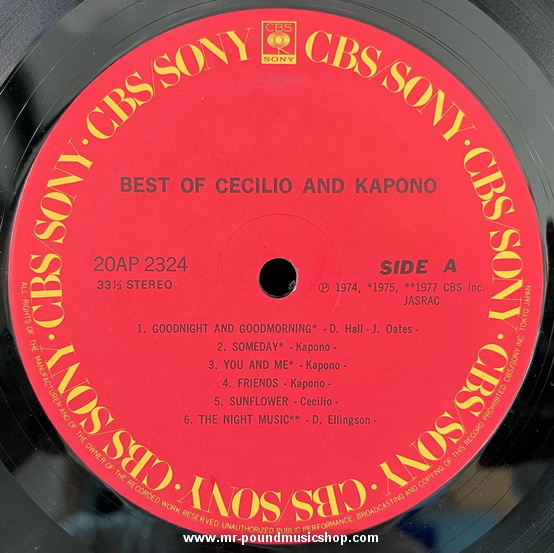 CBS/SONY · CBS/SONY · CBS/SONY · CBS/SONY · CBS/SONY · CBS/SONY · CBS/SONY · CBS/SONY
CBS
SONY
BEST OF CECILIO AND KAPONO
20AP 2324
33⅓ STEREO
SIDE A
Ⓟ 1974, *1975, **1977 CBS Inc.
JASRAC
1. GOODNIGHT AND GOODMORNING* - D. Hall - J. Oates -
2. SOMEDAY* - Kapono -
3. YOU AND ME* - Kapono -
4. FRIENDS - Kapono -
5. SUNFLOWER - Cecilio -
6. THE NIGHT MUSIC** - D. Ellingson -
ALL RIGHTS OF THE MANUFACTURER AND OF THE OWNER OF THE RECORDED WORK RESERVED. UNAUTHORIZED PUBLIC PERFORMANCE. BROADCASTING AND COPYING OF THIS RECORD PROHIBITED. CBS/SONY INC. TOKYO JAPAN
www.mr-poundmusicshop.com